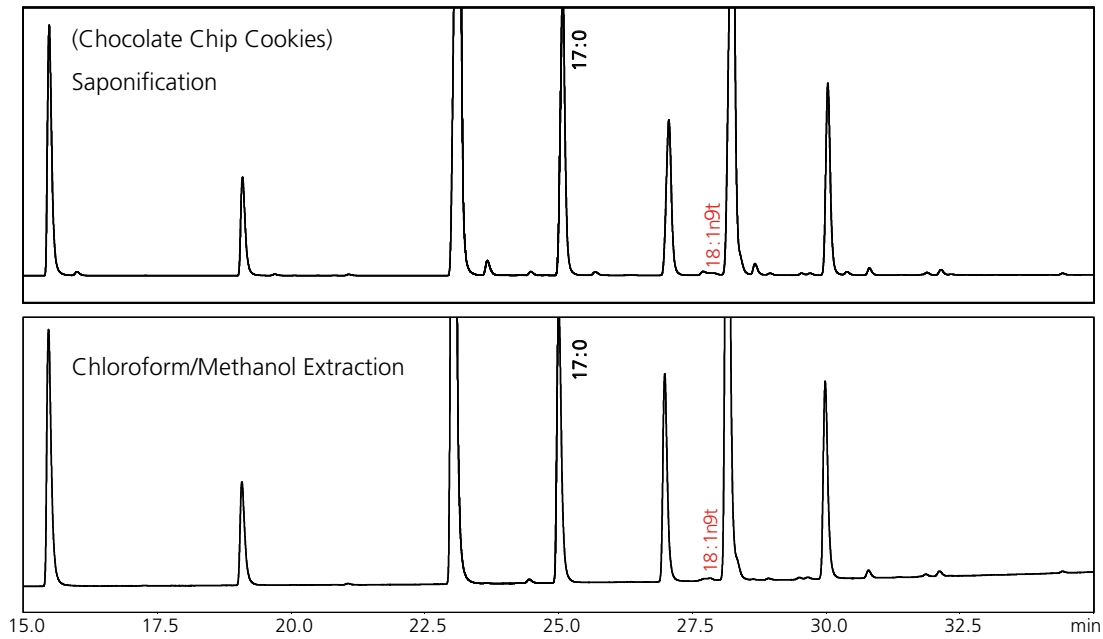 (Chocolate Chip Cookies)
Saponification
17:0
18:1n9t
Chloroform/Methanol Extraction
17:0
18:1n9t
15.0 17.5 20.0 22.5 25.0 27.5 30.0 32.5 min